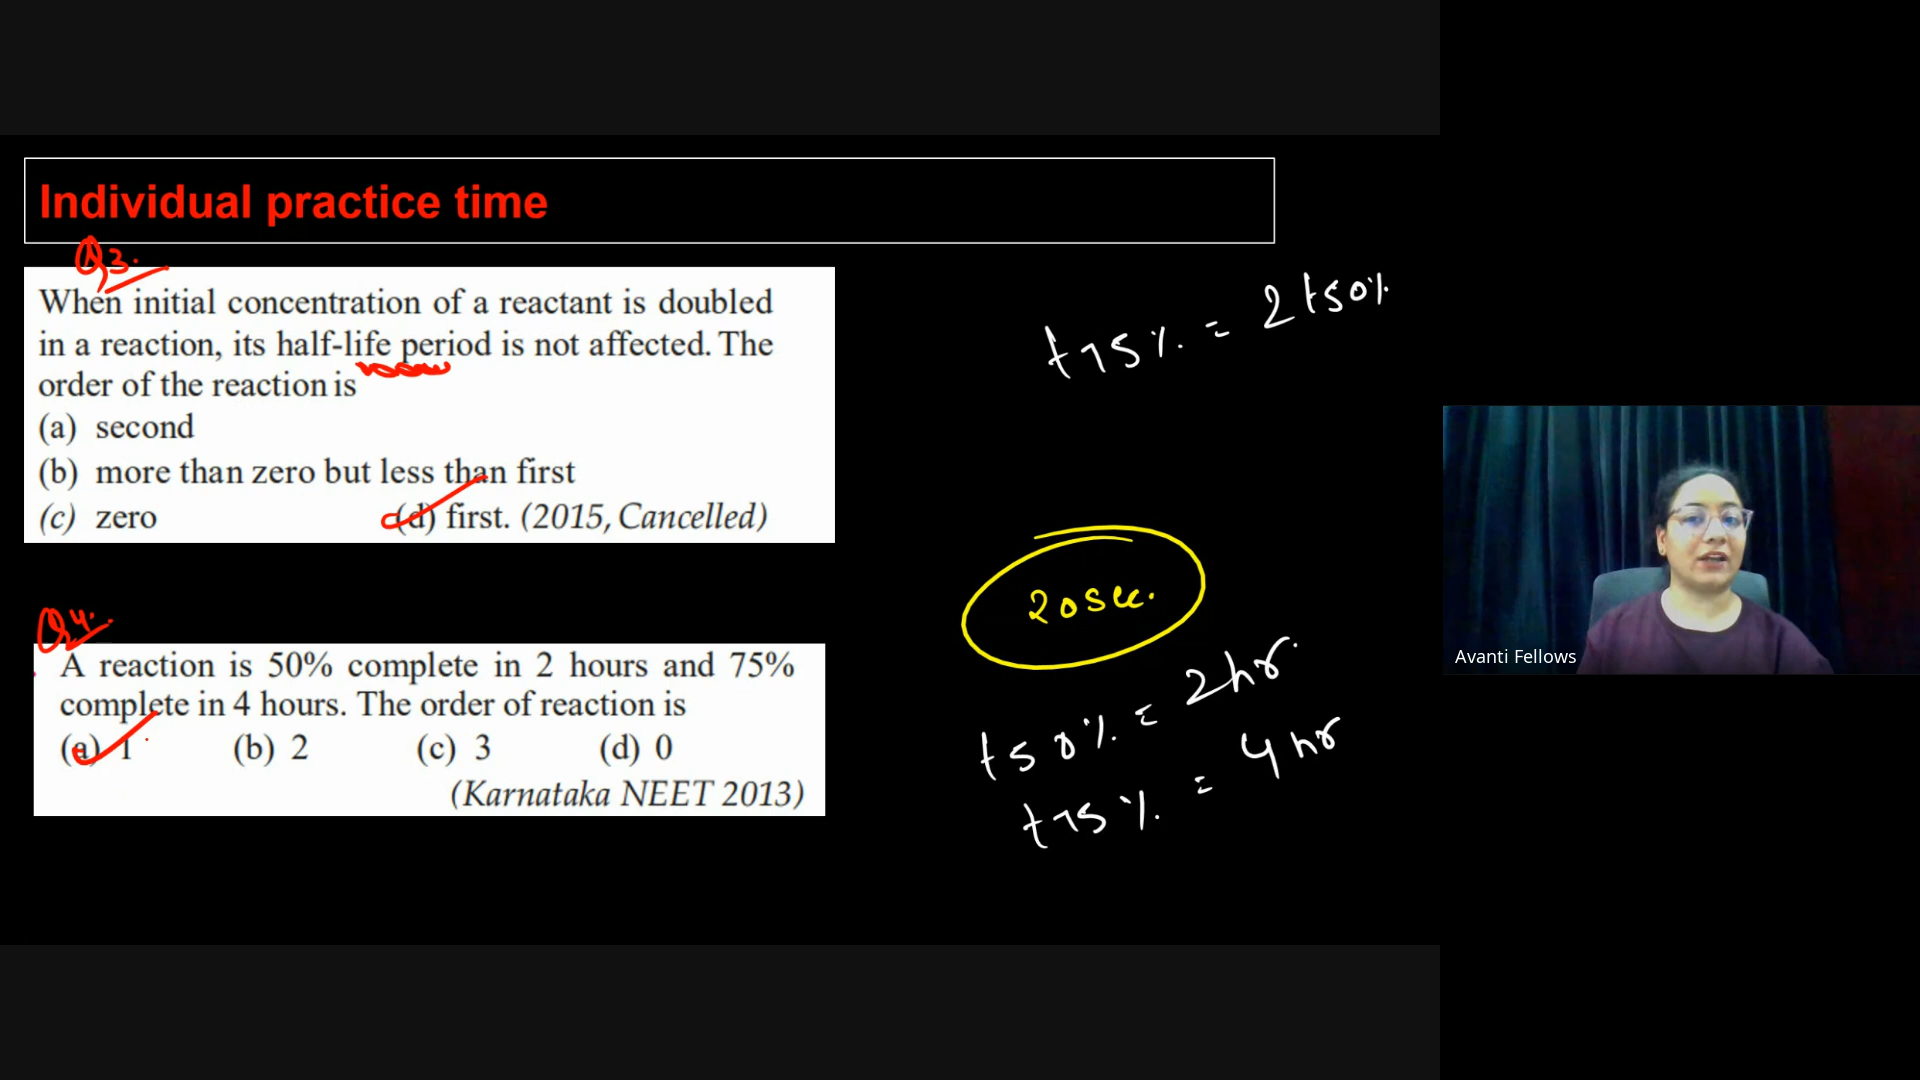 Individual practice time
Q3.
When initial concentration of a reactant is doubled
in a reaction, its half-life period is not affected. The
order of the reaction is
(a) second
(b) more than zero but less than first
(c) zero (d) first. (2015, Cancelled)
Q4.
A reaction is 50% complete in 2 hours and 75%
complete in 4 hours. The order of reaction is
(a) 1 (b) 2 (c) 3 (d) 0
(Karnataka NEET 2013)
t75% = 2t50%
20 sec.
t50% = 2hr.
t75% = 4hr
Avanti Fellows